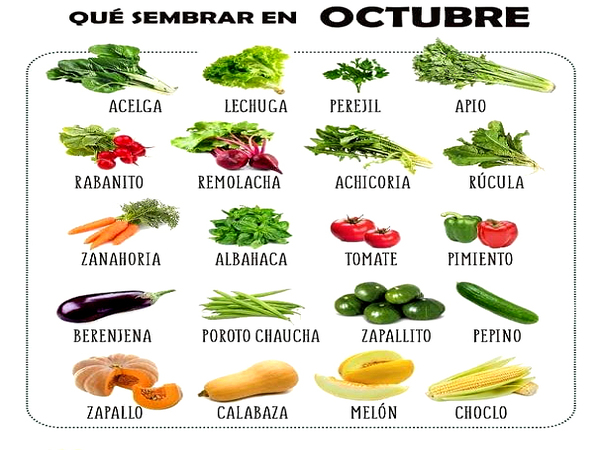 QUÉ SEMBRAR EN OCTUBRE
ACELGA LECHUGA PEREJIL APIO
RABANITO REMOLACHA ACHICORIA RÚCULA
ZANAHORIA ALBAHACA TOMATE PIMIENTO
BERENJENA POROTO CHAUCHA ZAPALLITO PEPINO
ZAPALLO CALABAZA MELÓN CHOCLO